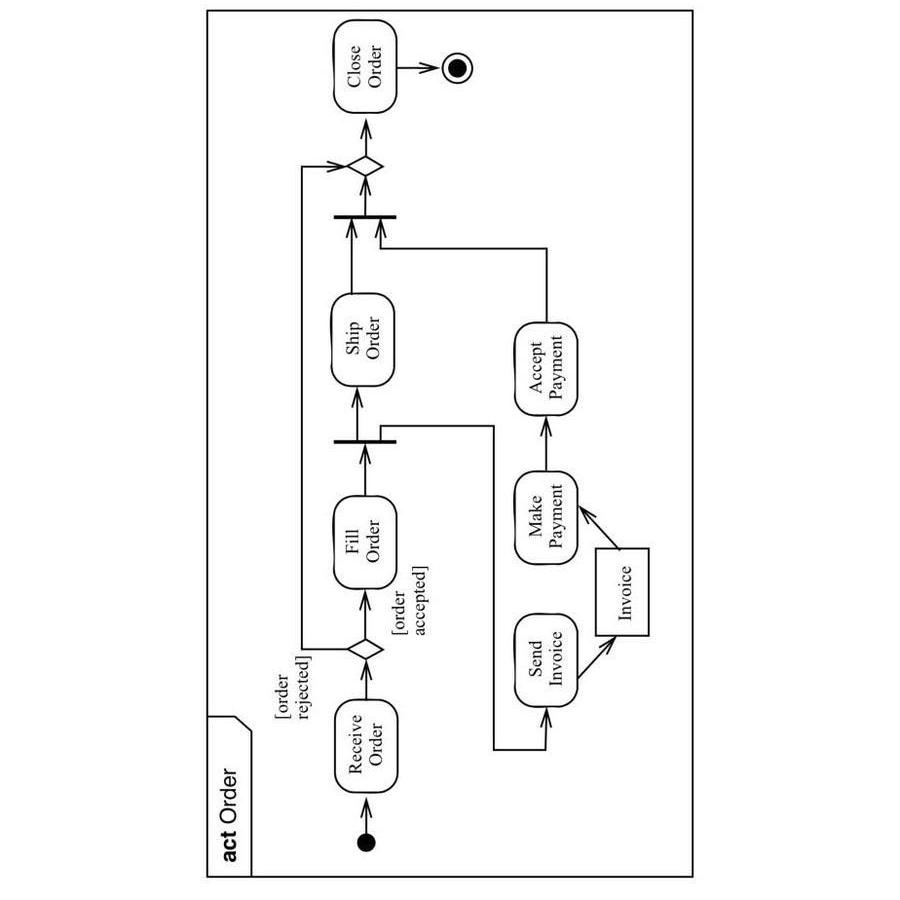 act Order
[order
rejected]
Receive
Order
[order
accepted]
Fill
Order
Ship
Order
Close
Order
Send
Invoice
Invoice
Make
Payment
Accept
Payment